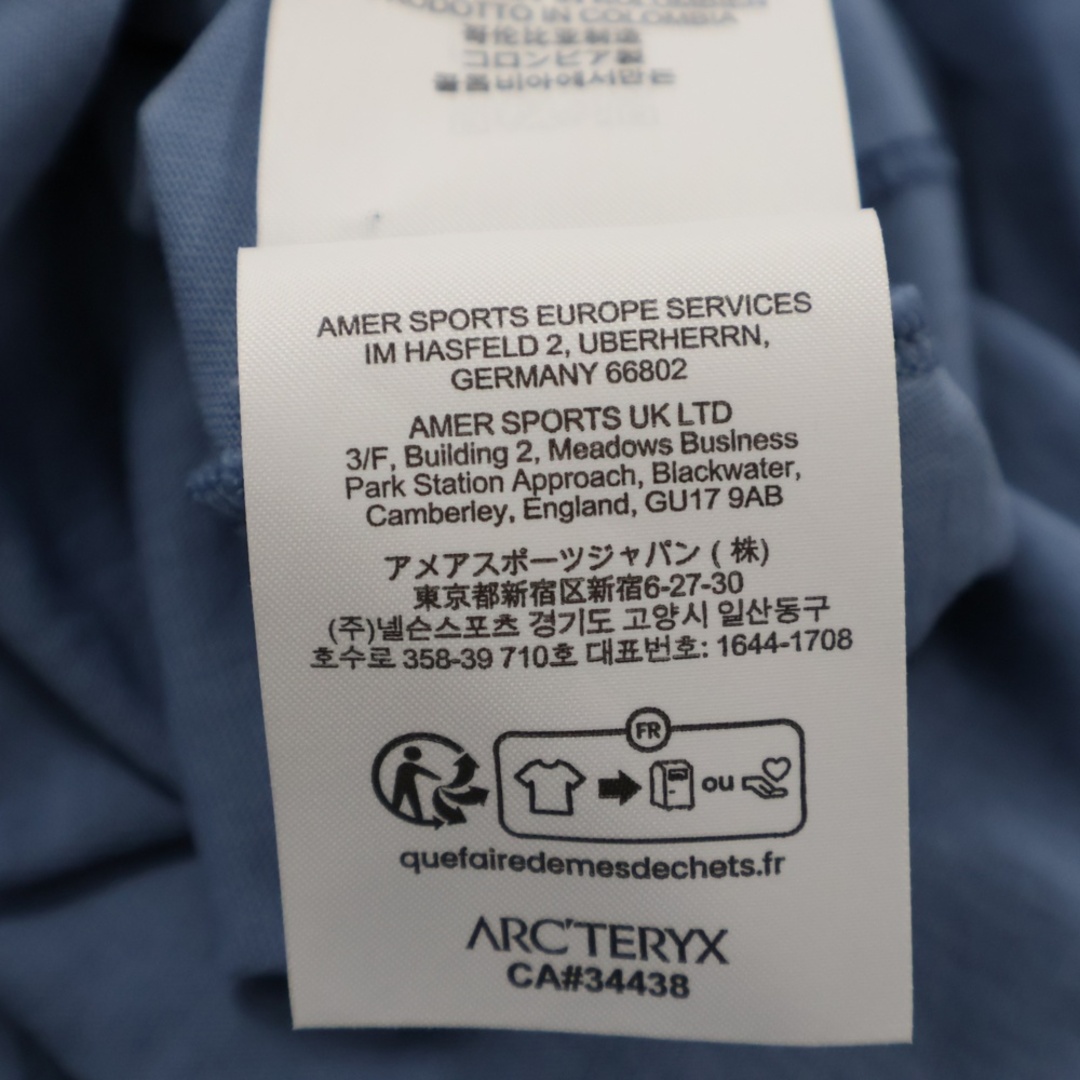 PRODOTTO IN COLOMBIA
コロンビア製
AMER SPORTS EUROPE SERVICES
IM HASFELD 2, UBERHERRN,
GERMANY 66802
AMER SPORTS UK LTD
3/F, Building 2, Meadows Business
Park Station Approach, Blackwater,
Camberley, England, GU17 9AB
アメアスポーツジャパン ( 株)
東京都新宿区新宿6-27-30
(주)넬슨스포츠 경기도 고양시 일산동구
호수로 358-39 710호 대표번호: 1644-1708
FR
ou
quefairedemesdechets.fr
ARC'TERYX
CA#34438